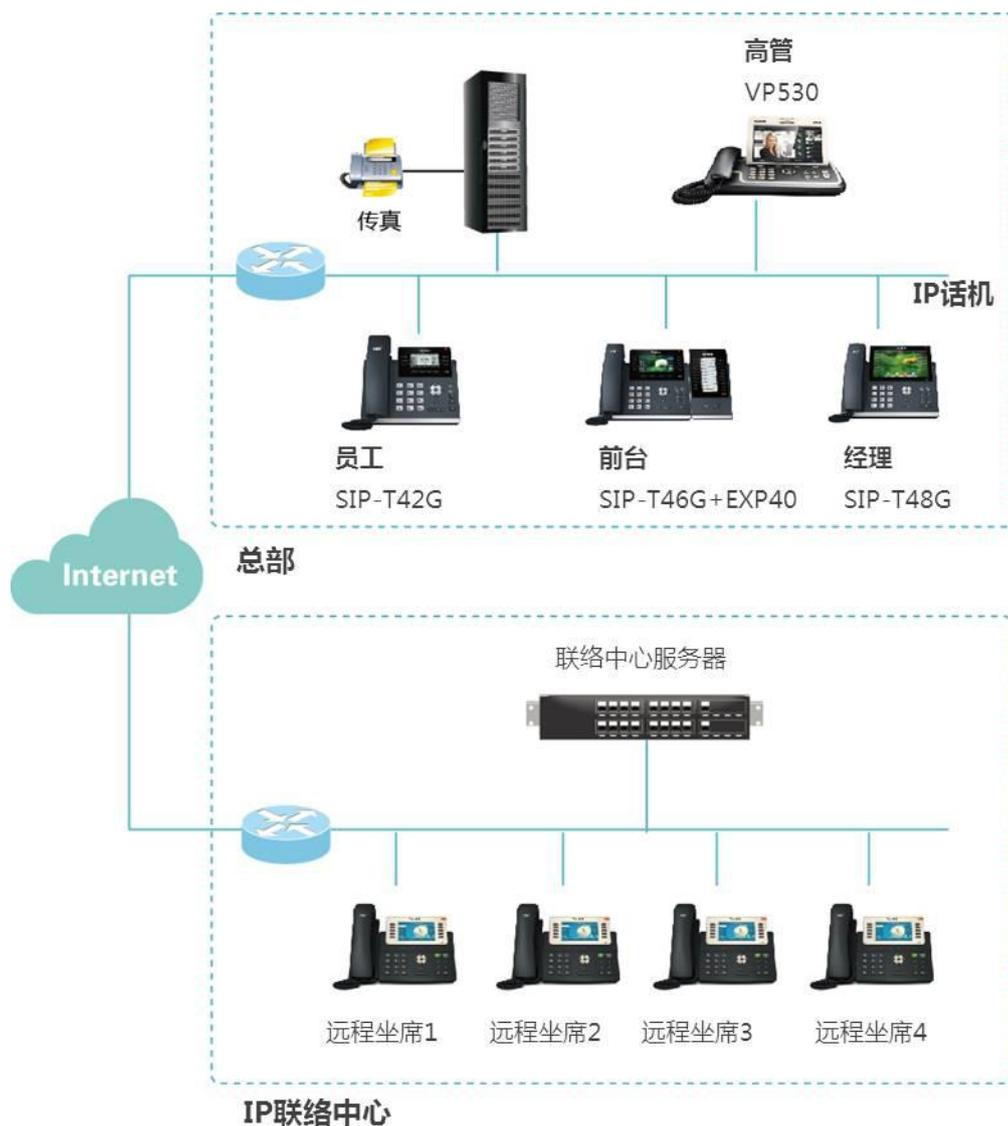 高管
VP530
传真
IP话机
员工
前台
经理
SIP-T42G
SIP-T46G+EXP40
SIP-T48G
总部
Internet
联络中心服务器
远程坐席1
远程坐席2
远程坐席3
远程坐席4
IP联络中心